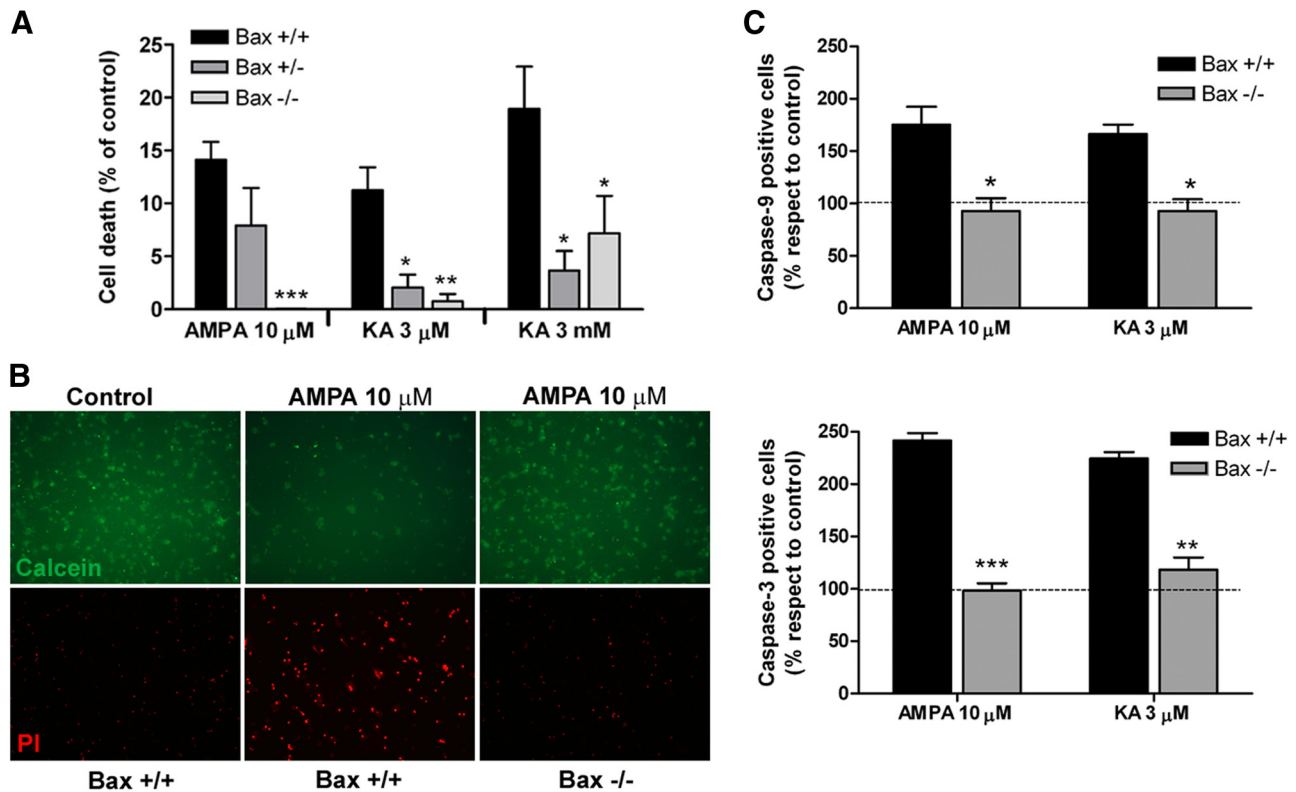 A
Cell death (% of control)
25
20
15
10
5
0
Bax +/+
Bax +/-
Bax -/-
***
*
**
*
*
AMPA 10 μM
KA 3 μM
KA 3 mM
B
Control
AMPA 10 μM
AMPA 10 μM
Calcein
PI
Bax +/+
Bax +/+
Bax -/-
C
Caspase-9 positive cells
(% respect to control)
250
200
150
100
50
0
Bax +/+
Bax -/-
*
*
AMPA 10 μM
KA 3 μM
Caspase-3 positive cells
(% respect to control)
250
200
150
100
50
0
Bax +/+
Bax -/-
***
**
AMPA 10 μM
KA 3 μM